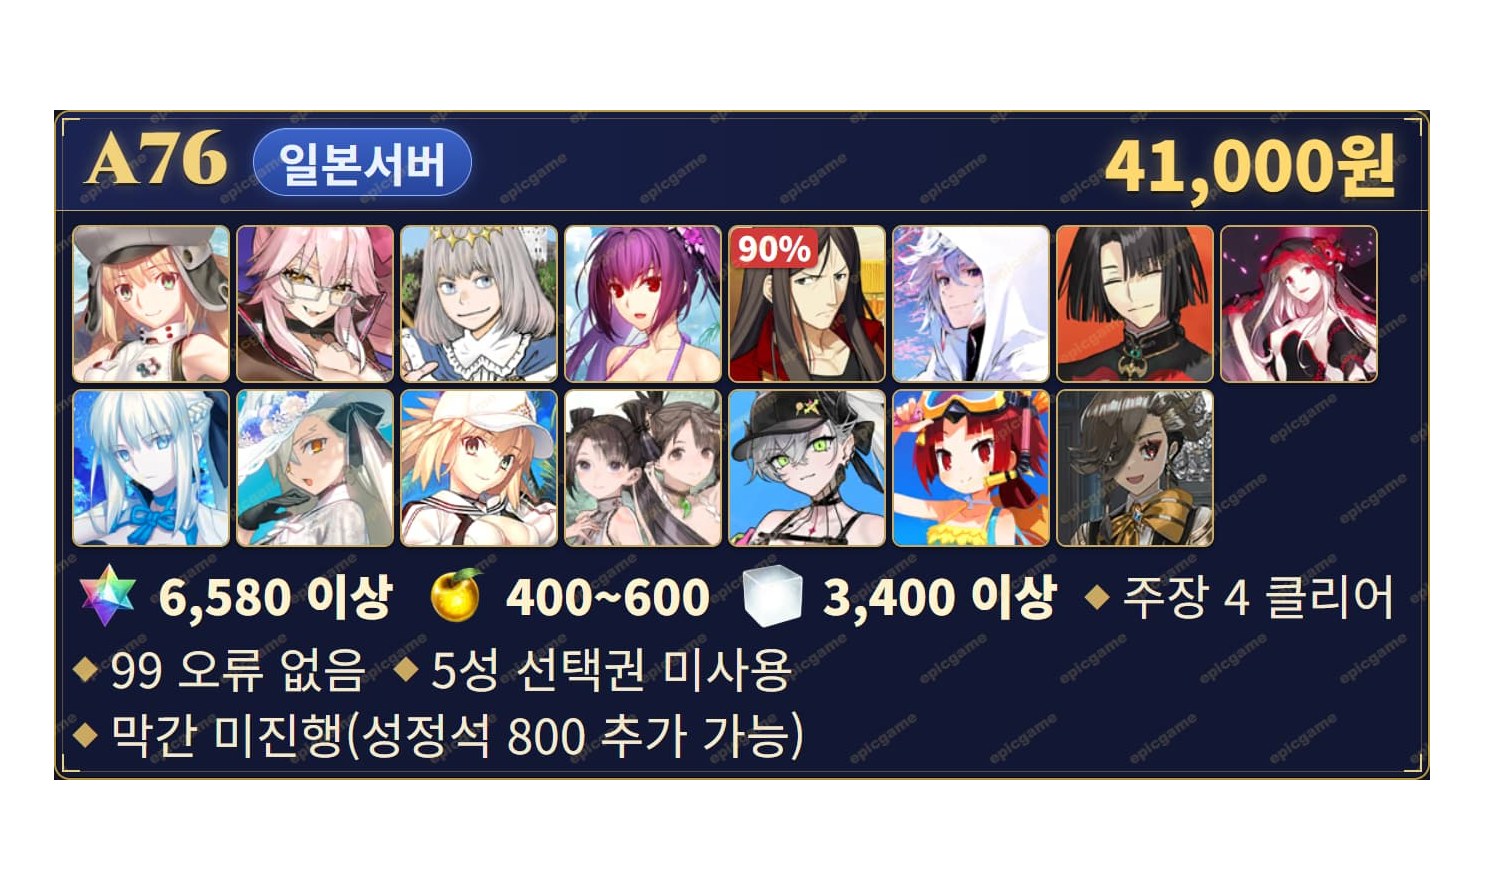 A76 일본서버 41,000원
90%
6,580 이상 400~600 3,400 이상 ◆ 주장 4 클리어
◆ 99 오류 없음 ◆ 5성 선택권 미사용
◆ 막간 미진행(성정석 800 추가 가능)
epicgame